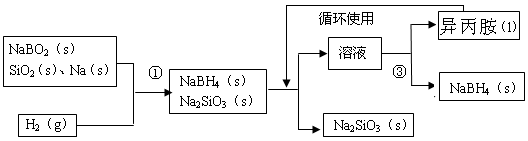 循环使用
NaBO₂（s）
SiO₂(s)、Na(s)
H₂（g）
①
NaBH₄（s）
Na₂SiO₃（s）
溶液
③
异丙胺⑴
NaBH₄（s）
Na₂SiO₃（s）